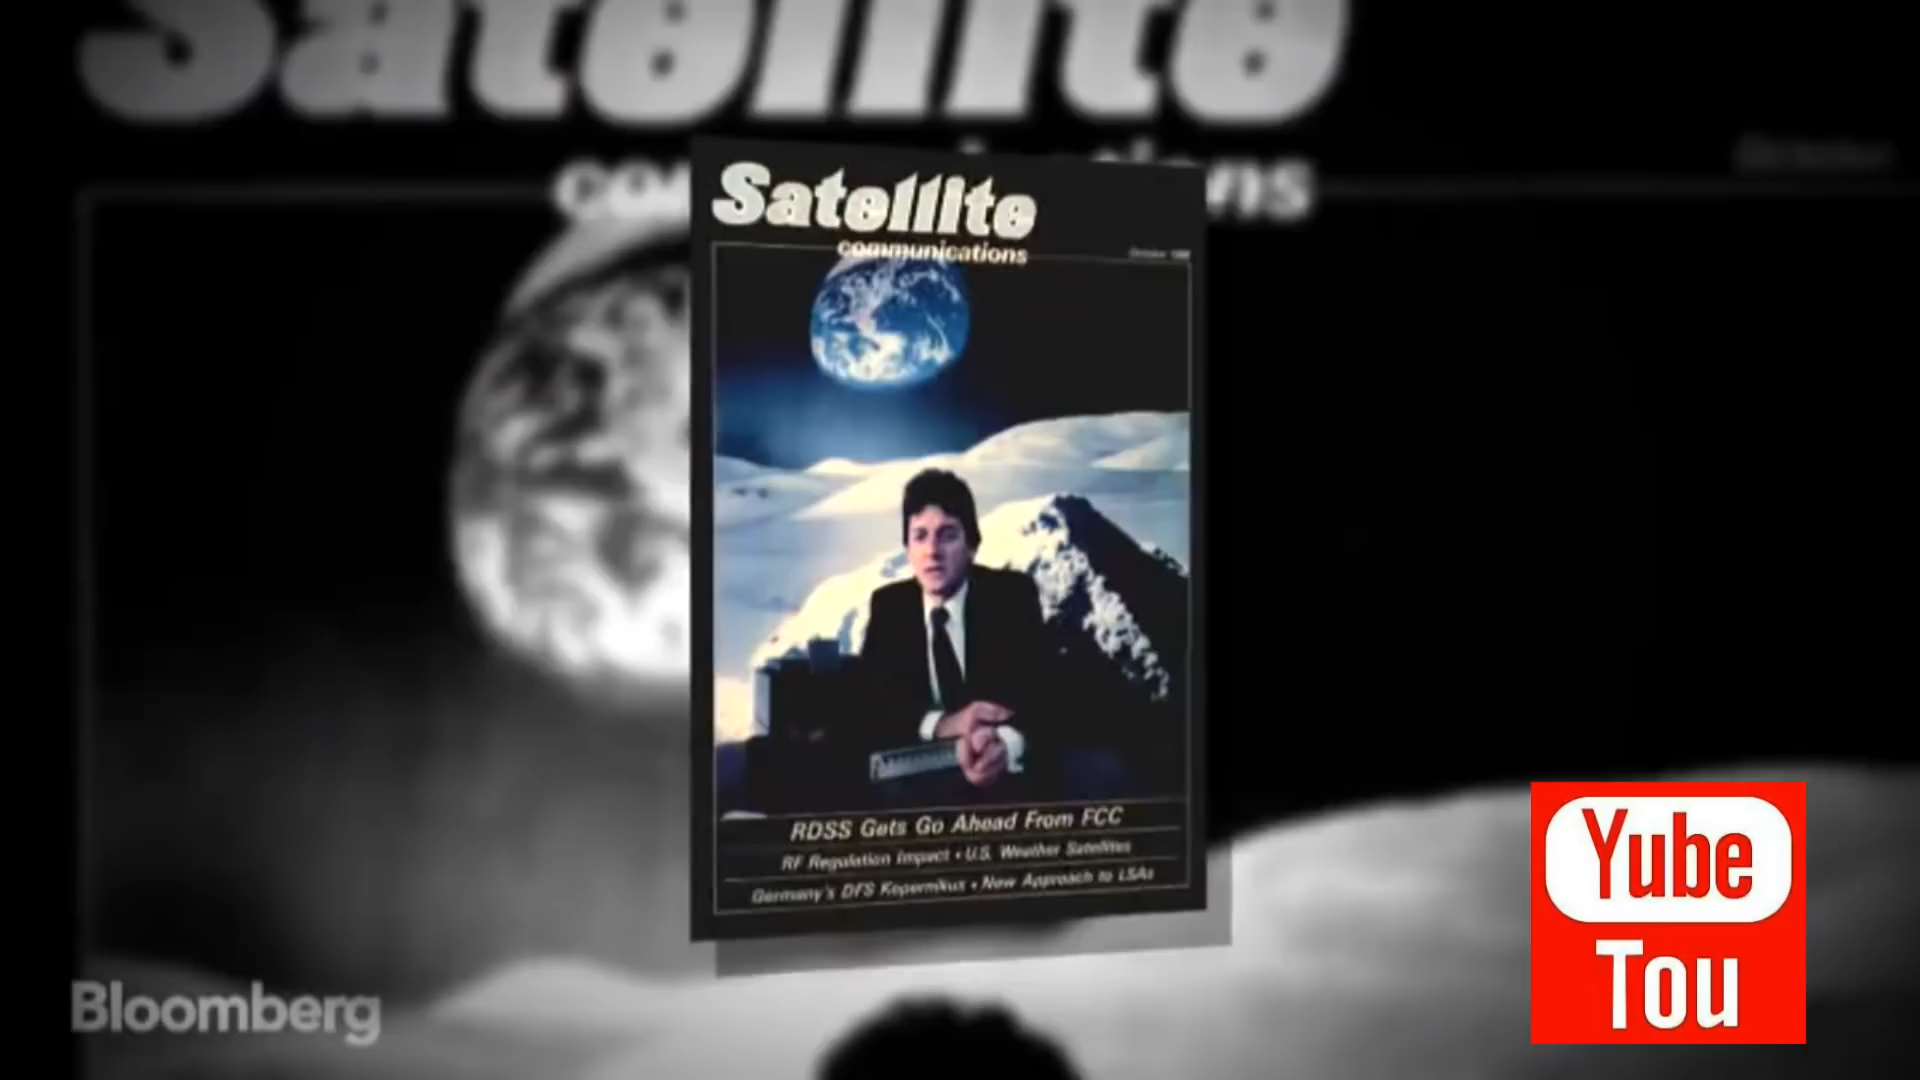 Satellite
Satellite
communications
RDSS Gets Go Ahead From FCC
RF Regulation Impact • U.S. Weather Satellites
Germany's DFS Kopernikus • New Approach to LSAs
Bloomberg
Yube
Tou